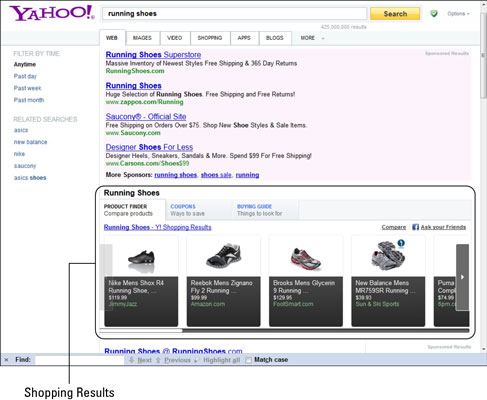 YAHOO!
running shoes
Search
Options
425,000,000 results
WEB IMAGES VIDEO SHOPPING APPS BLOGS MORE
FILTER BY TIME
Anytime
Past day
Past week
Past month
RELATED SEARCHES
asics
new balance
nike
saucony
asics shoes
Sponsored Results
Running Shoes Superstore
Massive Inventory of Newest Styles Free Shipping & 365 Day Returns
RunningShoes.com
Running Shoes
Huge Selection of Running Shoes. Free Shipping and Free Returns!
www.zappos.com/Running
Saucony® - Official Site
Free Shipping on Orders Over $75. Shop New Shoe Styles & Sale Items.
www.Saucony.com
Designer Shoes For Less
Designer Heels, Sneakers, Sandals & More. Spend $99 For Free Shipping!
www.Carsons.com/Shoes$99
More Sponsors: running shoes, shoes sale, running
Running Shoes
PRODUCT FINDER
Compare products
COUPONS
Ways to save
BUYING GUIDE
Things to look for
Running Shoes - Y! Shopping Results
Compare
Ask your Friends
Nike Mens Shox R4 Running Shoe, ...
$119.99
JimmyJazz
Reebok Mens Zignano Fly 2 Running ...
$99.99
Amazon.com
Brooks Mens Glycerin 9 Running ...
$129.95
FootSmart.com
New Balance MR759SR Running ...
$39.93
Sun & Ski Sports
Puma
Compl
$74.99
6pm.c
Running Shoes @ RunningShoes.com
Sponsored Results
× Find: Next Previous Highlight all Match case
Shopping Results